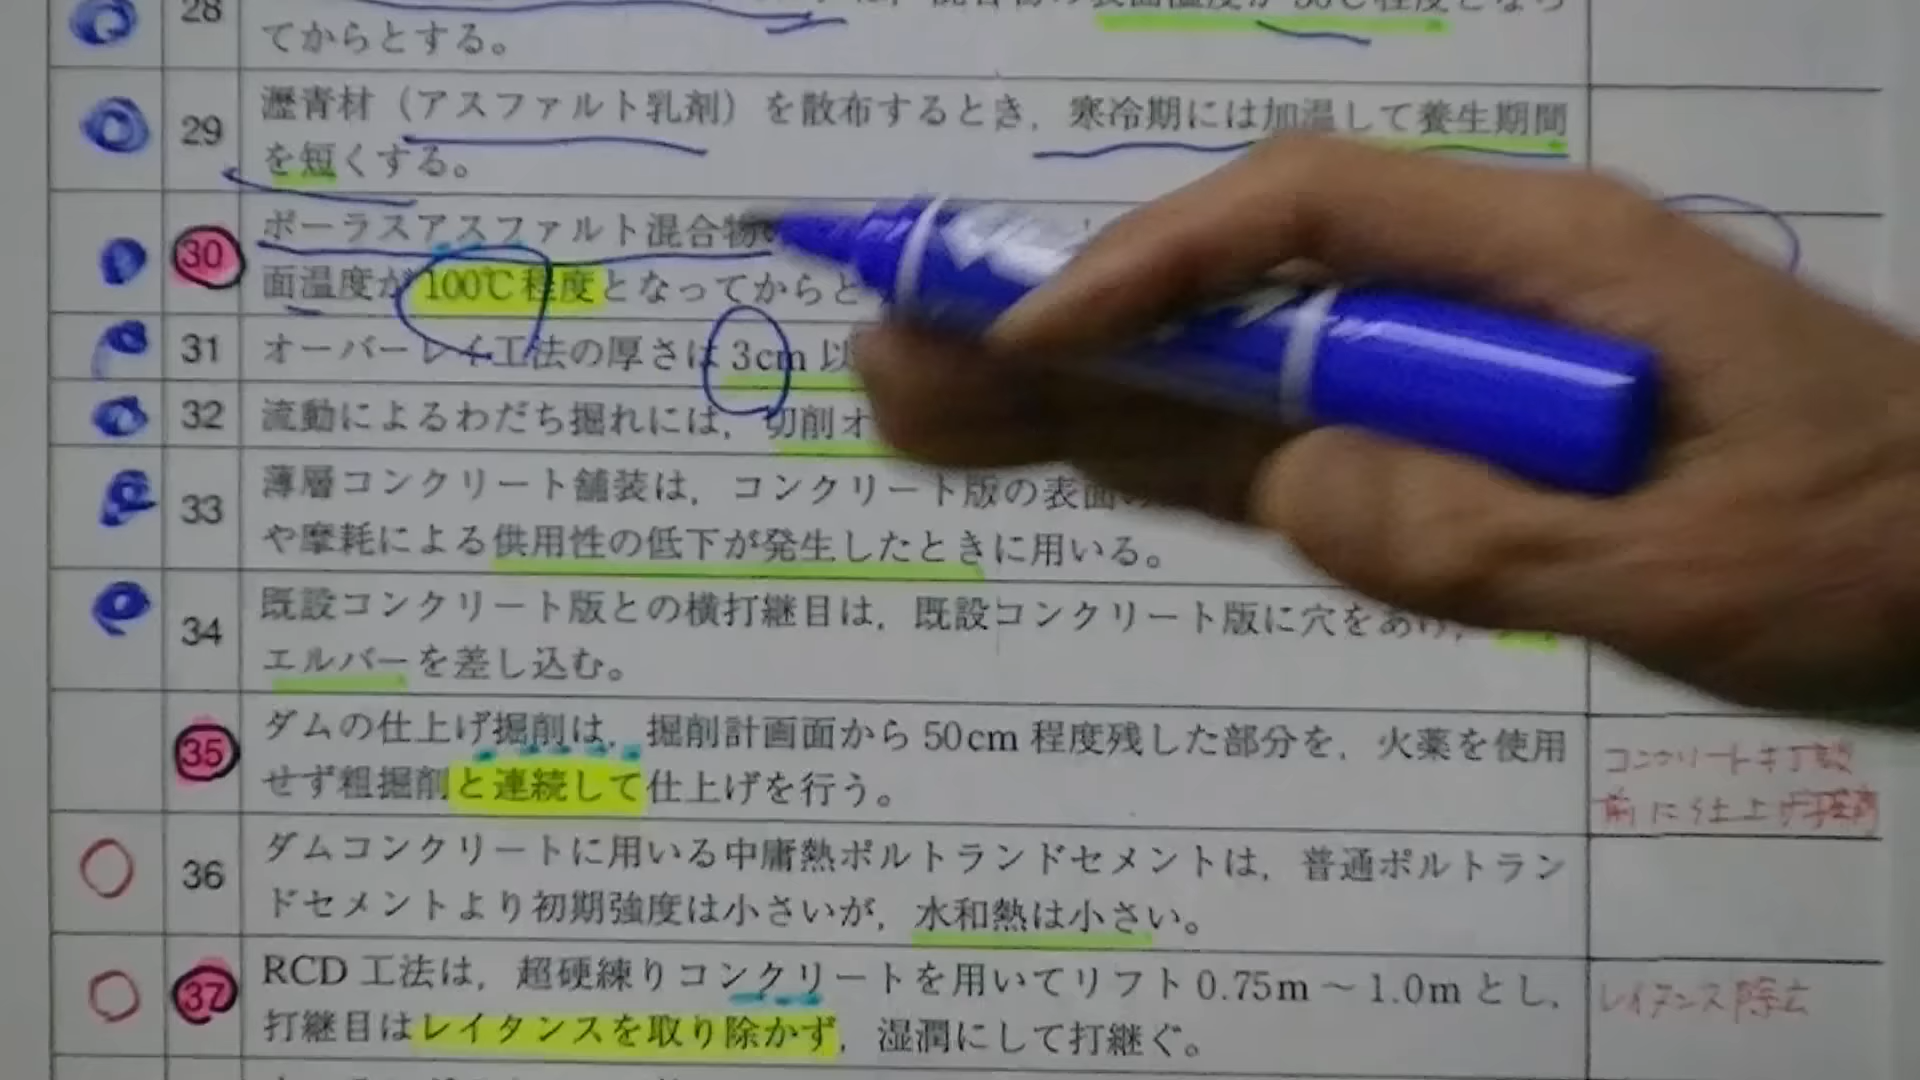 28
てからとする。
29
瀝青材（アスファルト乳剤）を散布するとき，寒冷期には加温して養生期間
を短くする。
30
ポーラスアスファルト混合物
面温度が100℃程度となってからと
31
オーバーレイ工法の厚さは3cm以
32
流動によるわだち掘れには，切削オ
33
薄層コンクリート舗装は，コンクリート版の表面
や摩耗による供用性の低下が発生したときに用いる。
34
既設コンクリート版との横打継目は，既設コンクリート版に穴をあけ，
エルバーを差し込む。
35
ダムの仕上げ掘削は，掘削計画面から50cm程度残した部分を，火薬を使用
せず粗掘削と連続して仕上げを行う。
コンクリート打設
前に仕上げ掘削
36
ダムコンクリートに用いる中庸熱ポルトランドセメントは，普通ポルトラン
ドセメントより初期強度は小さいが，水和熱は小さい。
37
RCD工法は，超硬練りコンクリートを用いてリフト0.75m～1.0mとし，
打継目はレイタンスを取り除かず，湿潤にして打継ぐ。
レイタンス除去